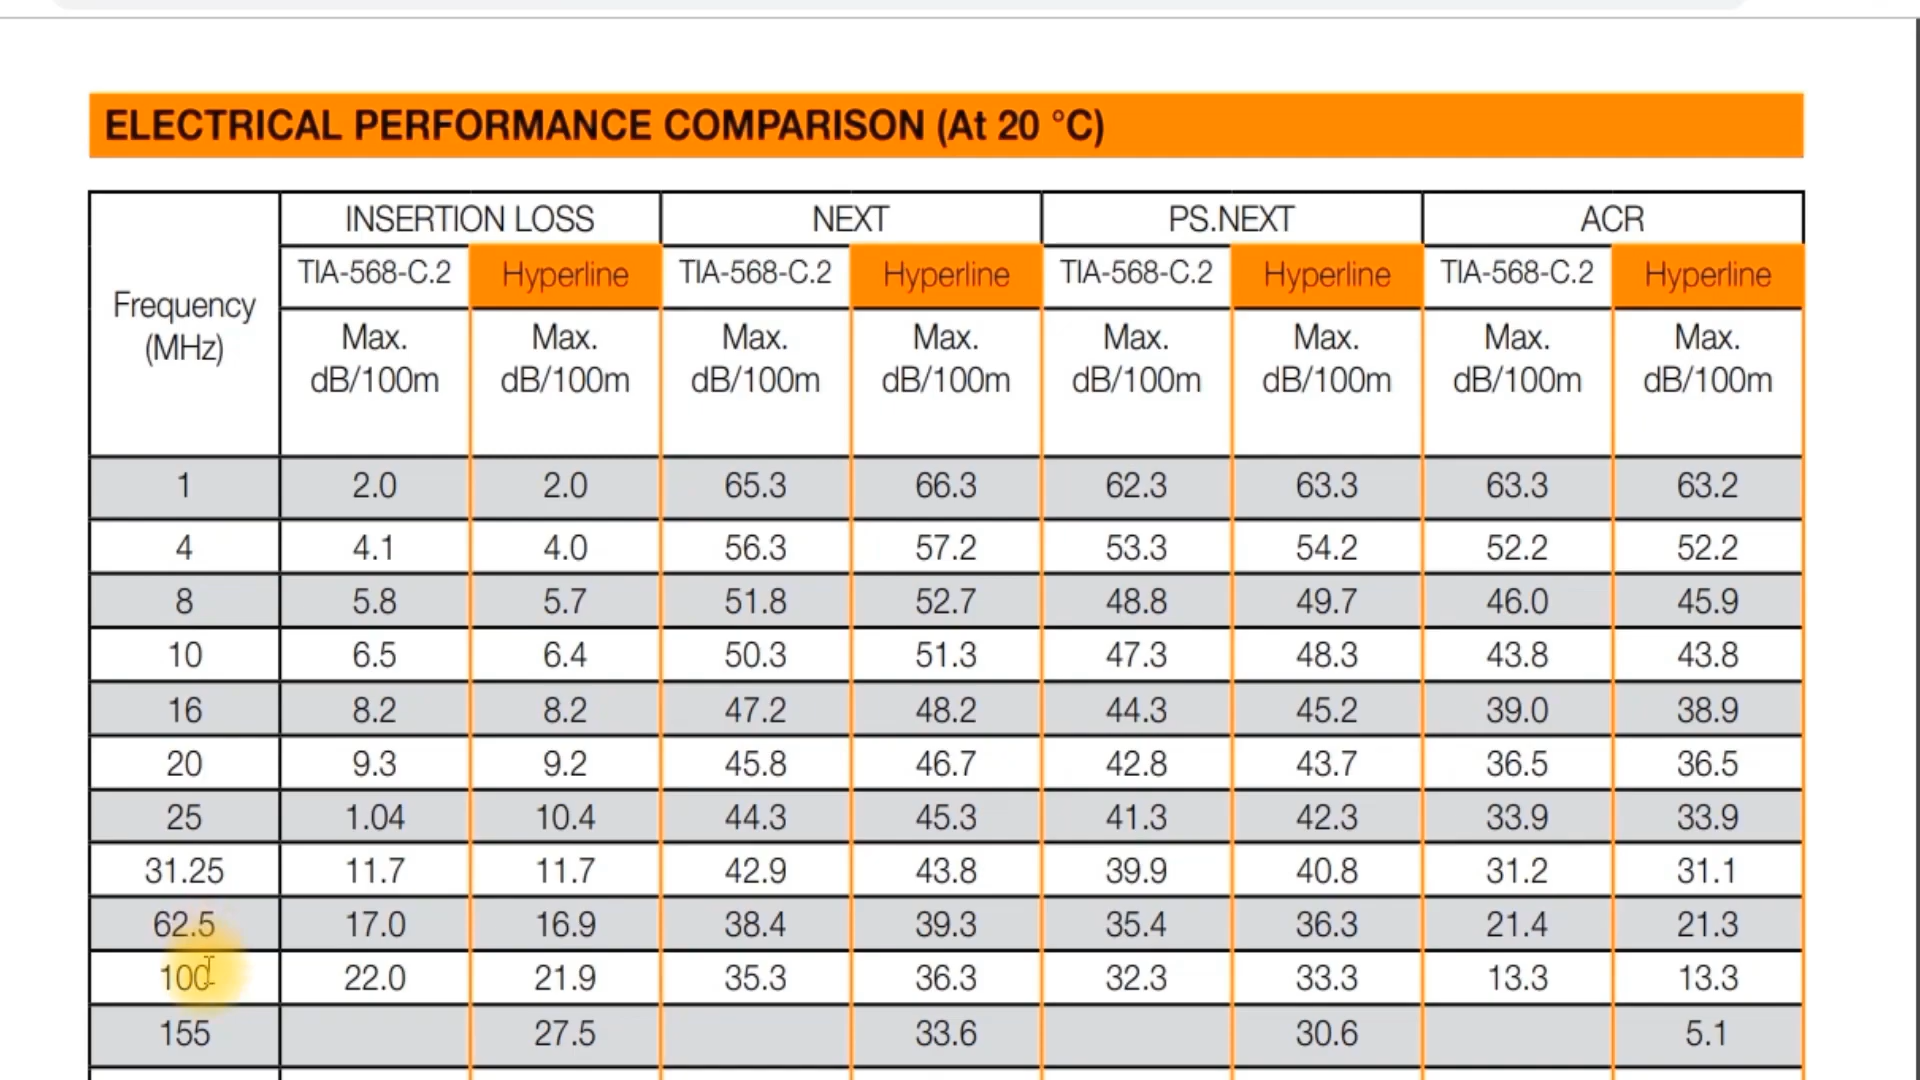 ELECTRICAL PERFORMANCE COMPARISON (At 20 °C)
INSERTION LOSS NEXT PS.NEXT ACR
Frequency (MHz) TIA-568-C.2 Hyperline TIA-568-C.2 Hyperline TIA-568-C.2 Hyperline TIA-568-C.2 Hyperline
Max. Max. Max. Max. Max. Max. Max. Max.
dB/100m dB/100m dB/100m dB/100m dB/100m dB/100m dB/100m dB/100m
1 2.0 2.0 65.3 66.3 62.3 63.3 63.3 63.2
4 4.1 4.0 56.3 57.2 53.3 54.2 52.2 52.2
8 5.8 5.7 51.8 52.7 48.8 49.7 46.0 45.9
10 6.5 6.4 50.3 51.3 47.3 48.3 43.8 43.8
16 8.2 8.2 47.2 48.2 44.3 45.2 39.0 38.9
20 9.3 9.2 45.8 46.7 42.8 43.7 36.5 36.5
25 1.04 10.4 44.3 45.3 41.3 42.3 33.9 33.9
31.25 11.7 11.7 42.9 43.8 39.9 40.8 31.2 31.1
62.5 17.0 16.9 38.4 39.3 35.4 36.3 21.4 21.3
100 22.0 21.9 35.3 36.3 32.3 33.3 13.3 13.3
155 27.5 33.6 30.6 5.1